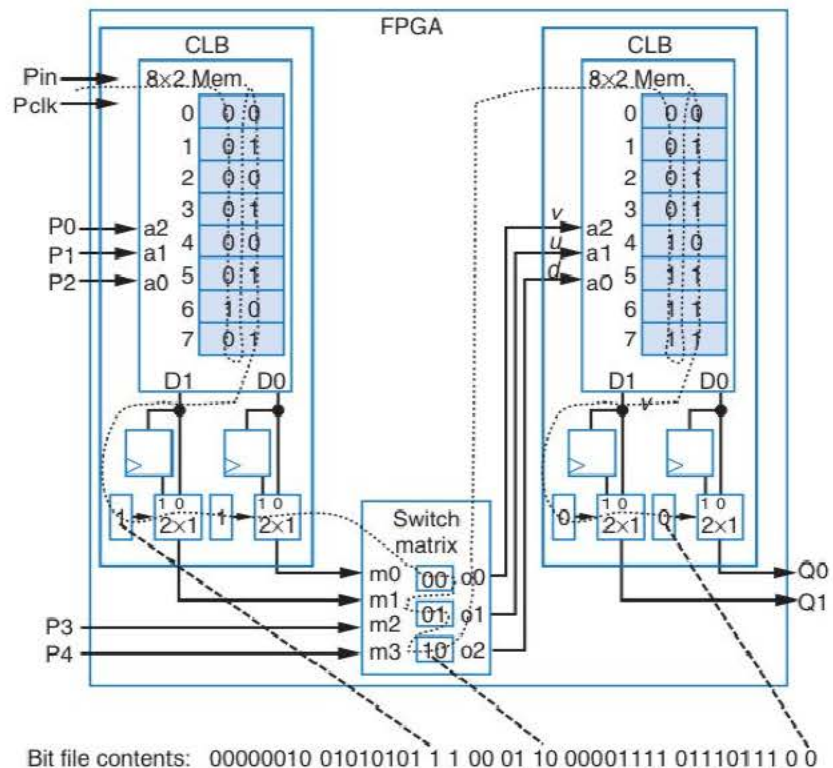 FPGA
CLB
CLB
Pin
Pclk
8×2 Mem.
8×2 Mem.
0 0 0
1 0 1
2 0 0
3 0 1
4 0 0
5 0 1
6 1 0
7 0 1
0 0 0
1 0 1
2 0 1
3 0 1
4 1 0
5 1 1
6 1 1
7 1 1
P0
P1
P2
a2
a1
a0
v
u
d
a2
a1
a0
D1 D0
D1 D0
v
1 0
1 0
1 2×1
1 2×1
1 0
1 0
0 2×1
0 2×1
Switch
matrix
m0 00 o0
m1
m2 01 o1
m3 10 o2
P3
P4
Q0
Q1
Bit file contents: 00000010 01010101 1 1 00 01 10 000001111 01110111 0 0